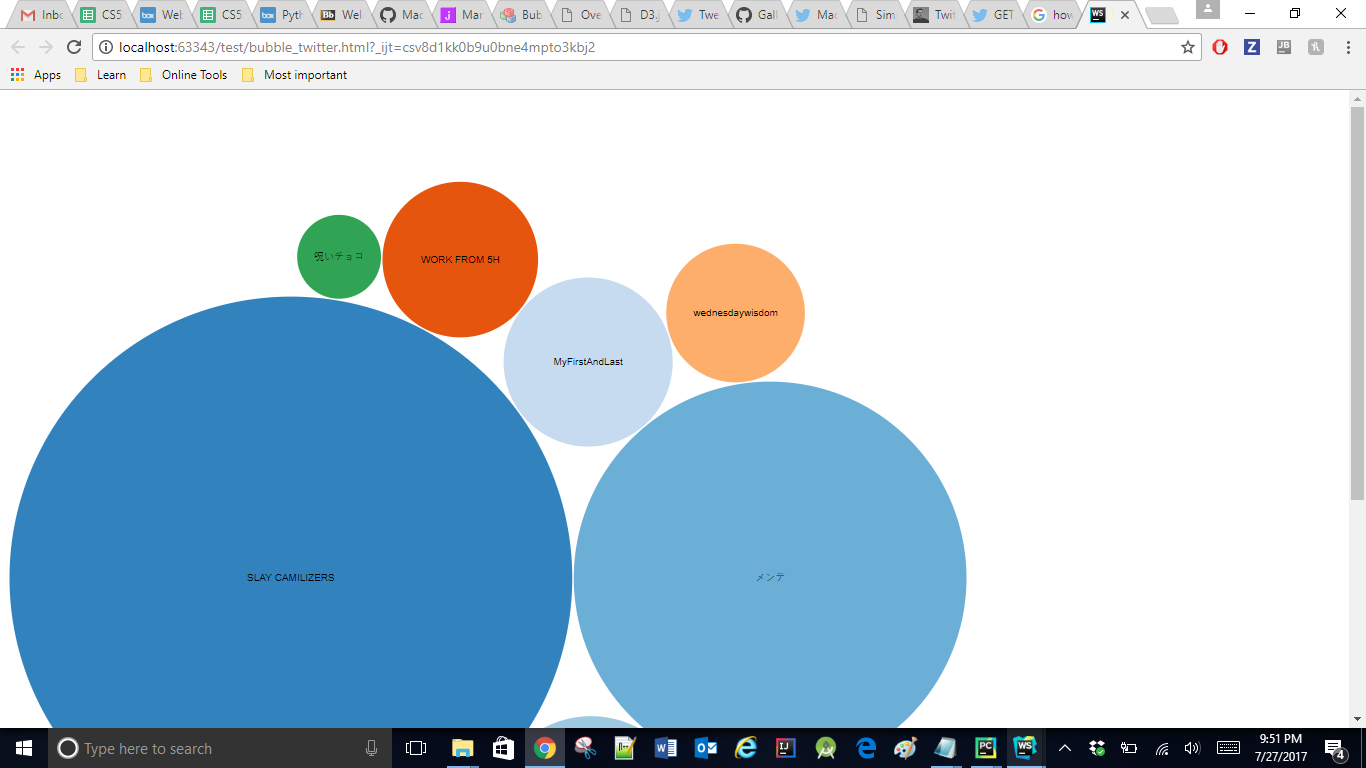 Inbo
CS5
Wel
CS5
Pyth
Wel
Mac
Mar
Bub
Ove
D3.j
Twe
Gall
Mac
Sim
Twit
GET
how
localhost:63343/test/bubble_twitter.html?_ijt=csv8d1kk0b9u0bne4mpto3kbj2
Apps Learn Online Tools Most important
呪いチョコ
WORK FROM 5H
wednesdaywisdom
MyFirstAndLast
SLAY CAMILIZERS
メンテ
Type here to search
9:51 PM
7/27/2017
4